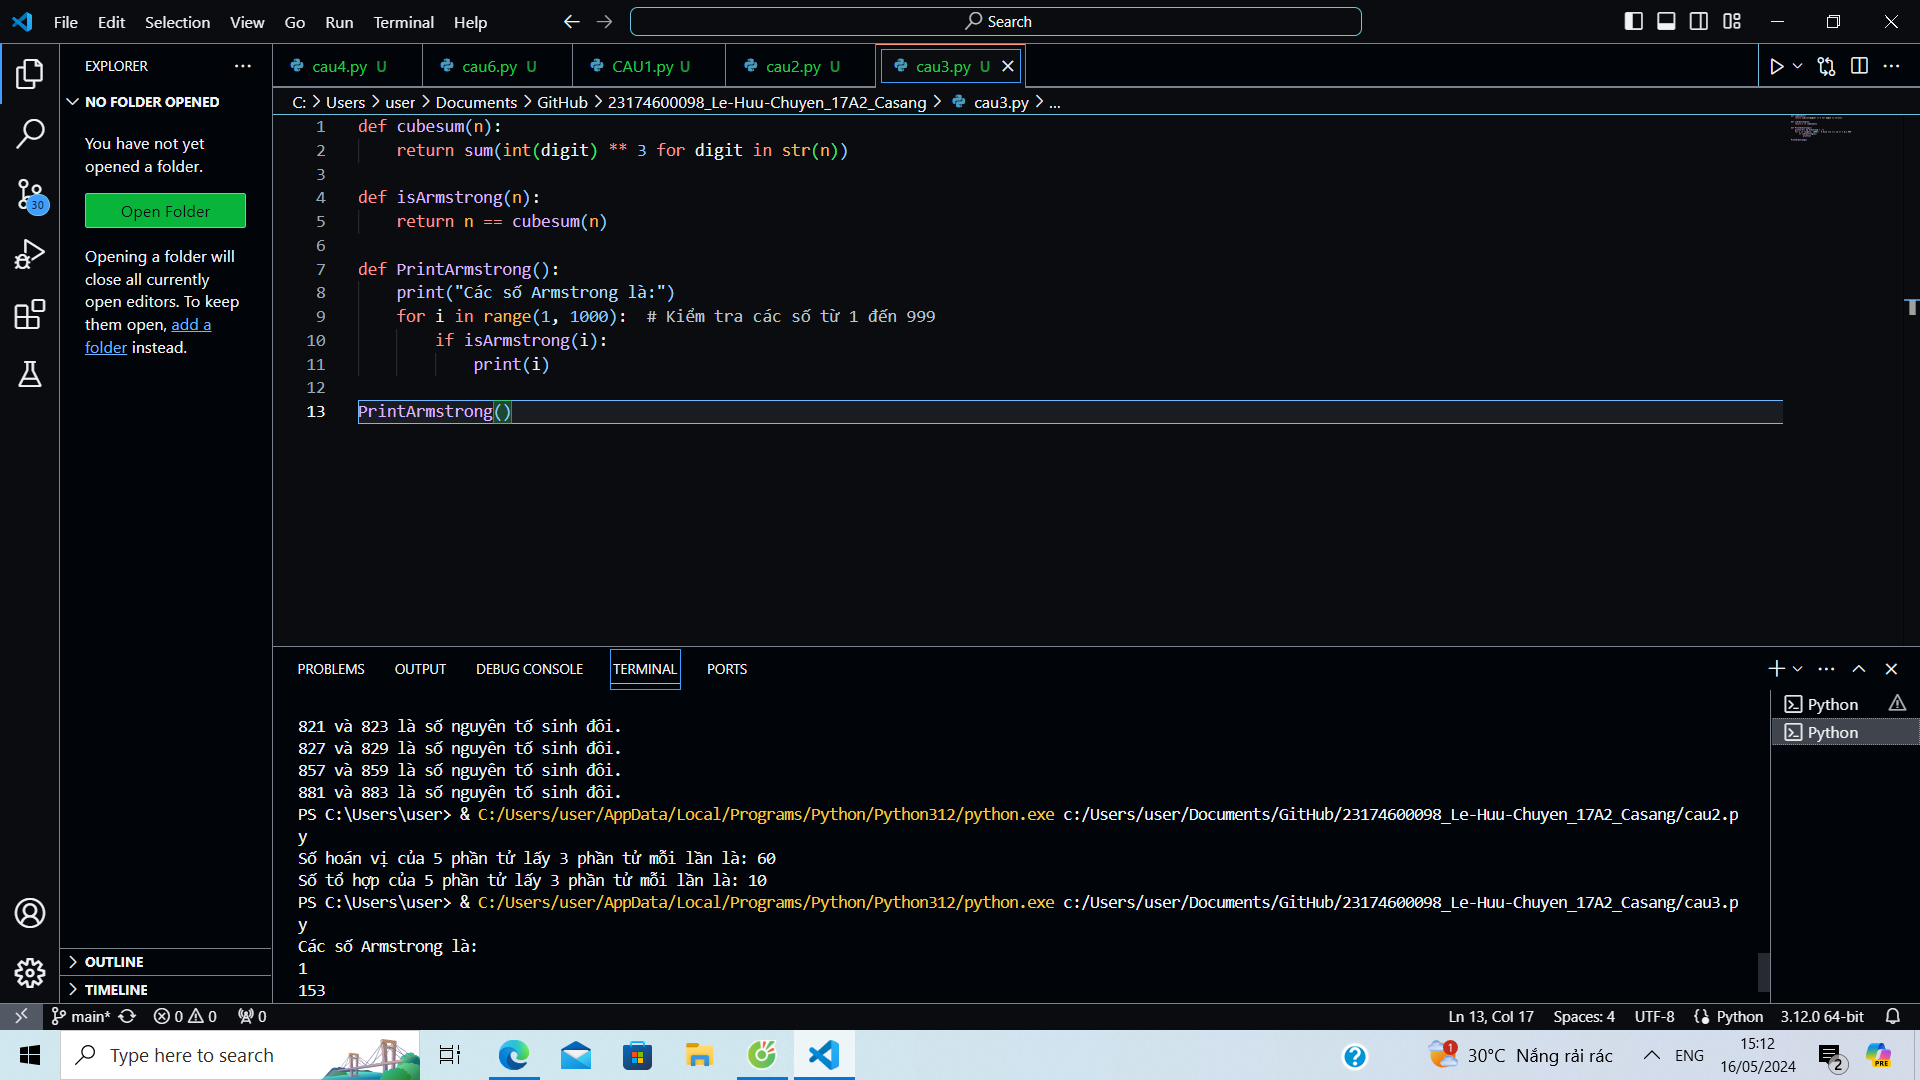 File Edit Selection View Go Run Terminal Help
Search
EXPLORER
NO FOLDER OPENED
You have not yet
opened a folder.
Open Folder
Opening a folder will
close all currently
open editors. To keep
them open, add a
folder instead.
OUTLINE
TIMELINE
30
cau4.py U
cau6.py U
CAU1.py U
cau2.py U
cau3.py U
C: > Users > user > Documents > GitHub > 23174600098_Le-Huu-Chuyen_17A2_Casang > cau3.py > ...
1 def cubesum(n):
2 return sum(int(digit) ** 3 for digit in str(n))
3
4 def isArmstrong(n):
5 return n == cubesum(n)
6
7 def PrintArmstrong():
8 print("Các số Armstrong là:")
9 for i in range(1, 1000): # Kiểm tra các số từ 1 đến 999
10 if isArmstrong(i):
11 print(i)
12
13 PrintArmstrong()
PROBLEMS OUTPUT DEBUG CONSOLE TERMINAL PORTS
821 và 823 là số nguyên tố sinh đôi.
827 và 829 là số nguyên tố sinh đôi.
857 và 859 là số nguyên tố sinh đôi.
881 và 883 là số nguyên tố sinh đôi.
PS C:\Users\user> & C:/Users/user/AppData/Local/Programs/Python/Python312/python.exe c:/Users/user/Documents/GitHub/23174600098_Le-Huu-Chuyen_17A2_Casang/cau2.p
y
Số hoán vị của 5 phần tử lấy 3 phần tử mỗi lần là: 60
Số tổ hợp của 5 phần tử lấy 3 phần tử mỗi lần là: 10
PS C:\Users\user> & C:/Users/user/AppData/Local/Programs/Python/Python312/python.exe c:/Users/user/Documents/GitHub/23174600098_Le-Huu-Chuyen_17A2_Casang/cau3.p
y
Các số Armstrong là:
1
153
Python
Python
main* 0 0 0
Ln 13, Col 17 Spaces: 4 UTF-8 Python 3.12.0 64-bit
Type here to search
1 30°C Nắng rải rác
ENG
15:12
16/05/2024
2
PRE